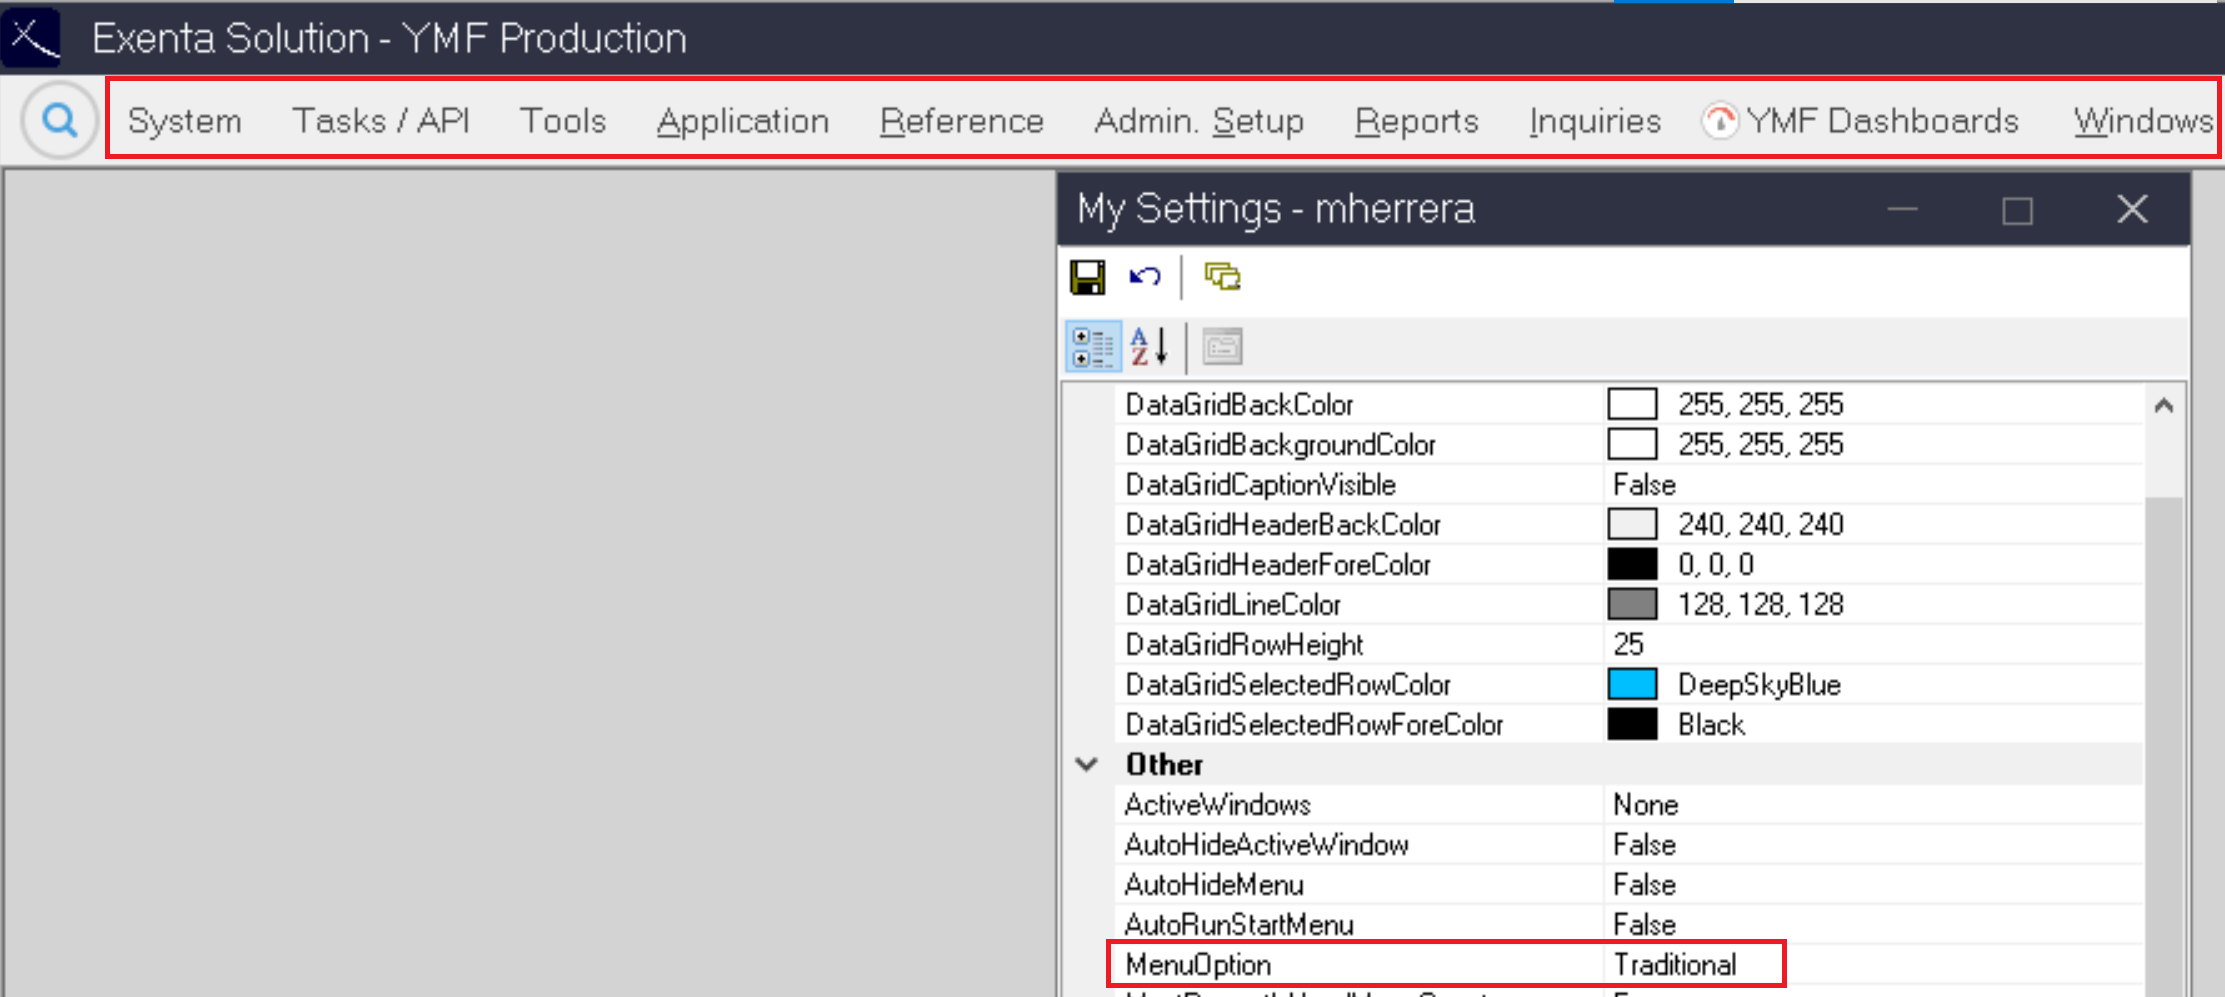 Exenta Solution - YMF Production
System Tasks / API Tools Application Reference Admin. Setup Reports Inquiries YMF Dashboards Windows
My Settings - mherrera
DataGridBackColor 255, 255, 255
DataGridBackgroundColor 255, 255, 255
DataGridCaptionVisible False
DataGridHeaderBackColor 240, 240, 240
DataGridHeaderForeColor 0, 0, 0
DataGridLineColor 128, 128, 128
DataGridRowHeight 25
DataGridSelectedRowColor DeepSkyBlue
DataGridSelectedRowForeColor Black
Other
ActiveWindows None
AutoHideActiveWindow False
AutoHideMenu False
AutoRunStartMenu False
MenuOption Traditional